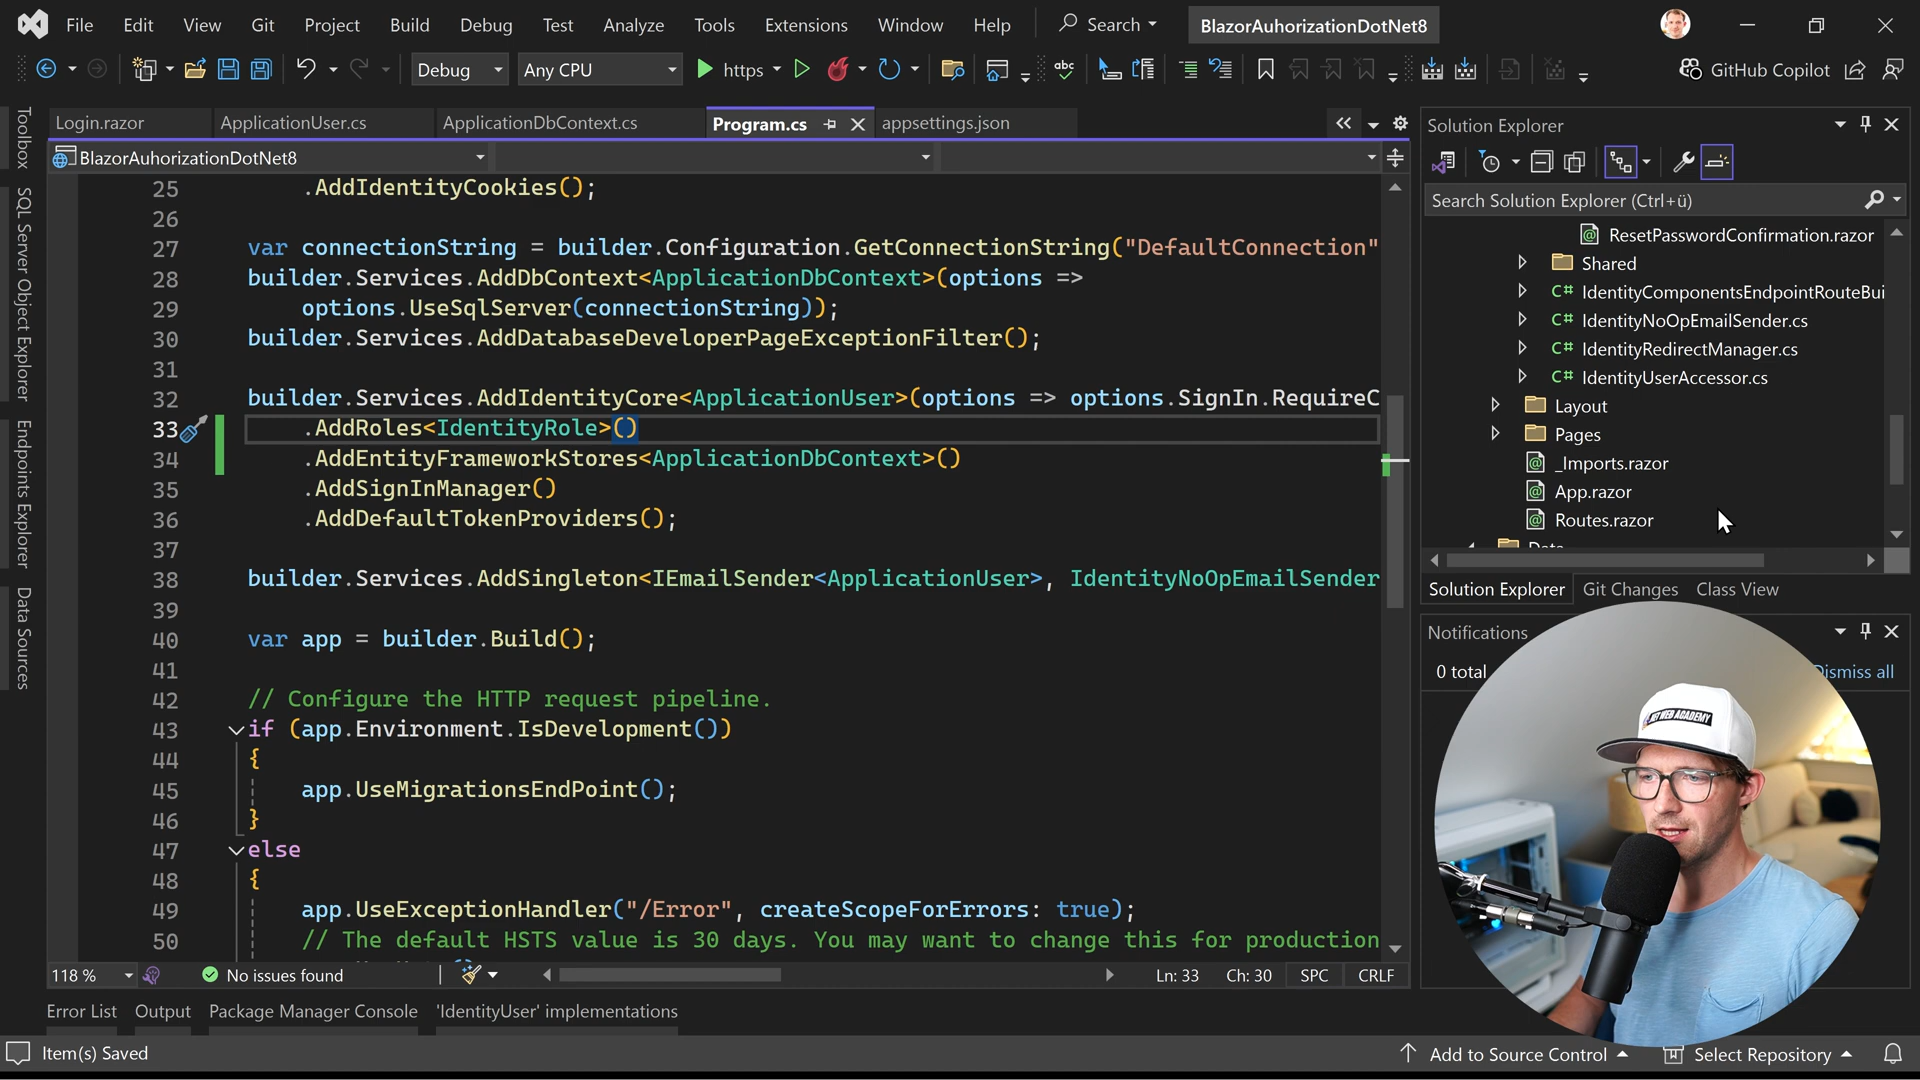 File Edit View Git Project Build Debug Test Analyze Tools Extensions Window Help Search BlazorAuhorizationDotNet8
Debug Any CPU https GitHub Copilot
Toolbox
SQL Server Object Explorer
Endpoints Explorer
Data Sources
Login.razor ApplicationUser.cs ApplicationDbContext.cs Program.cs appsettings.json
BlazorAuhorizationDotNet8
25 .AddIdentityCookies();
26
27 var connectionString = builder.Configuration.GetConnectionString("DefaultConnection"
28 builder.Services.AddDbContext<ApplicationDbContext>(options =>
29 options.UseSqlServer(connectionString));
30 builder.Services.AddDatabaseDeveloperPageExceptionFilter();
31
32 builder.Services.AddIdentityCore<ApplicationUser>(options => options.SignIn.RequireC
33 .AddRoles<IdentityRole>()
34 .AddEntityFrameworkStores<ApplicationDbContext>()
35 .AddSignInManager()
36 .AddDefaultTokenProviders();
37
38 builder.Services.AddSingleton<IEmailSender<ApplicationUser>, IdentityNoOpEmailSender
39
40 var app = builder.Build();
41
42 // Configure the HTTP request pipeline.
43 if (app.Environment.IsDevelopment())
44 {
45 app.UseMigrationsEndPoint();
46 }
47 else
48 {
49 app.UseExceptionHandler("/Error", createScopeForErrors: true);
50 // The default HSTS value is 30 days. You may want to change this for production
118 % No issues found Ln: 33 Ch: 30 SPC CRLF
Error List Output Package Manager Console 'IdentityUser' implementations
Item(s) Saved Add to Source Control Select Repository
Solution Explorer
Search Solution Explorer (Ctrl+ü)
ResetPasswordConfirmation.razor
Shared
C# IdentityComponentsEndpointRouteBui
C# IdentityNoOpEmailSender.cs
C# IdentityRedirectManager.cs
C# IdentityUserAccessor.cs
Layout
Pages
_Imports.razor
App.razor
Routes.razor
Data
Solution Explorer Git Changes Class View
Notifications
0 total Dismiss all
.NET WEB ACADEMY